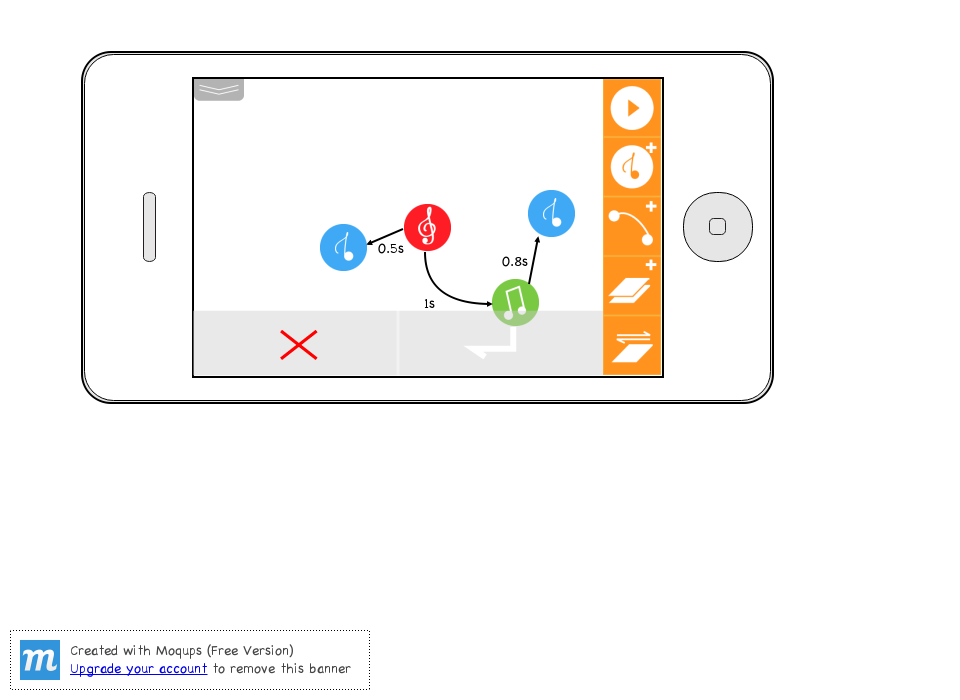 0.5s
0.8s
1s
m
Created with Moqups (Free Version)
Upgrade your account to remove this banner